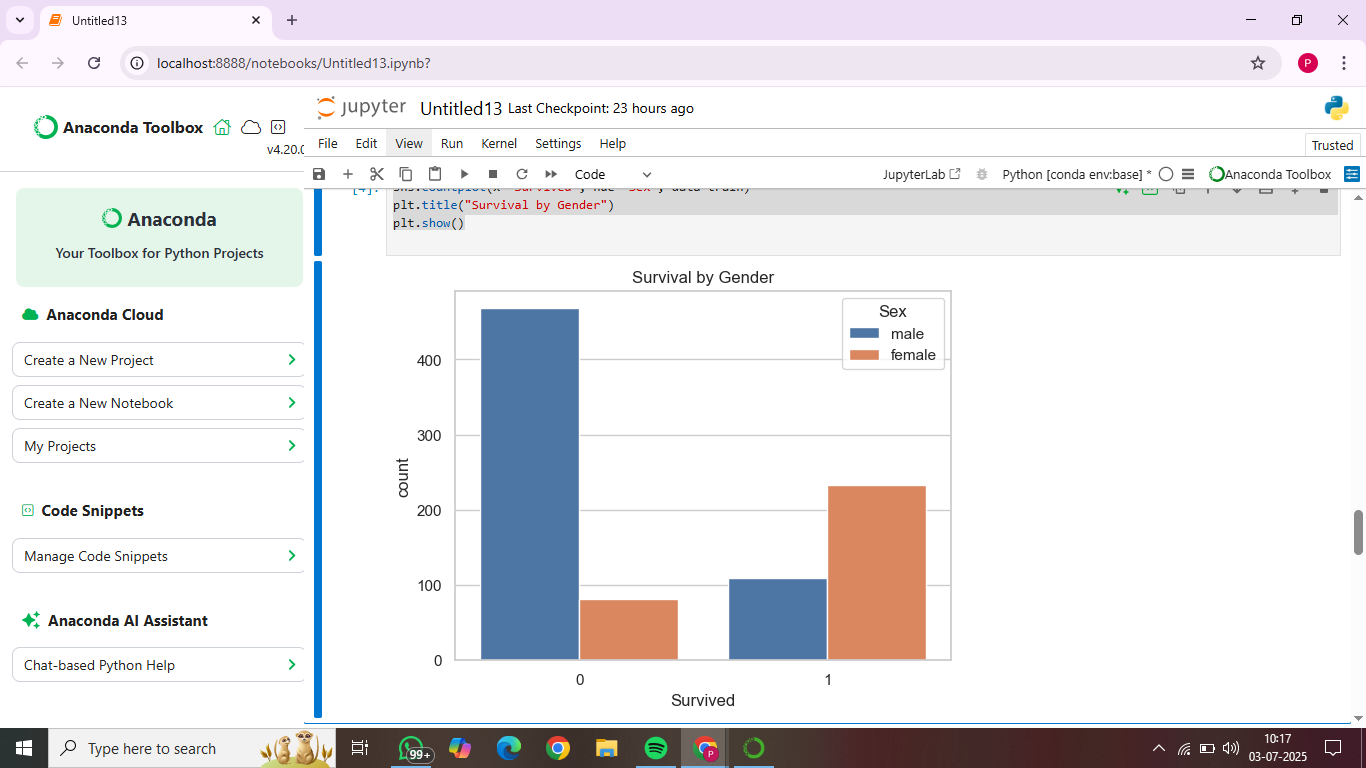 Untitled13
localhost:8888/notebooks/Untitled13.ipynb?
P
Anaconda Toolbox
v4.20.0
Anaconda
Your Toolbox for Python Projects
Anaconda Cloud
Create a New Project
Create a New Notebook
My Projects
Code Snippets
Manage Code Snippets
Anaconda AI Assistant
Chat-based Python Help
jupyter Untitled13 Last Checkpoint: 23 hours ago
File Edit View Run Kernel Settings Help
Trusted
Code
JupyterLab Python [conda env:base] * Anaconda Toolbox
plt.title("Survival by Gender")
plt.show()
Survival by Gender
Sex
male
female
400
300
200
100
0
count
0 1
Survived
Type here to search
99+
P
10:17
03-07-2025